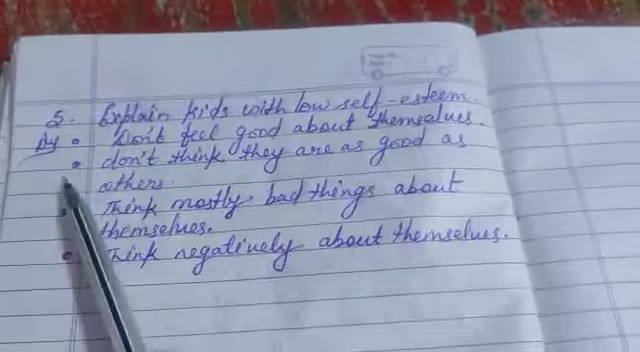 5. Explain kids with low self-esteem.
Ay • Don't feel good about themselves.
• don't think they are as good as
others.
• Think mostly bad things about
themselves.
• Think negatively about themselves.